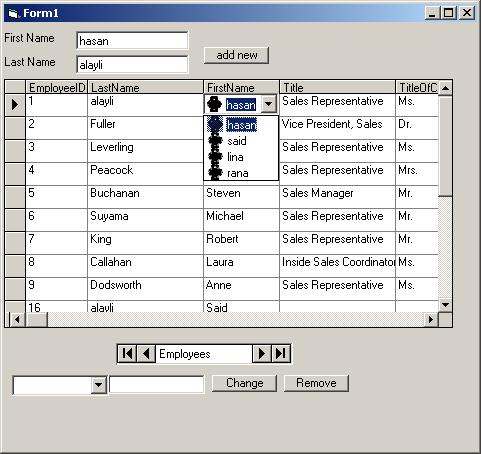 Form1
First Name hasan
Last Name alayli add new
EmployeeID LastName FirstName Title TitleOfC
1 alayli hasan Sales Representative Ms.
hasan
2 Fuller Vice President, Sales Dr.
said
3 Leverling Sales Representative Ms.
lina
4 Peacock Sales Representative Mrs.
rana
5 Buchanan Steven Sales Manager Mr.
6 Suyama Michael Sales Representative Mr.
7 King Robert Sales Representative Mr.
8 Callahan Laura Inside Sales Coordinator Ms.
9 Dodsworth Anne Sales Representative Ms.
16 alayli Said
Employees
Change Remove